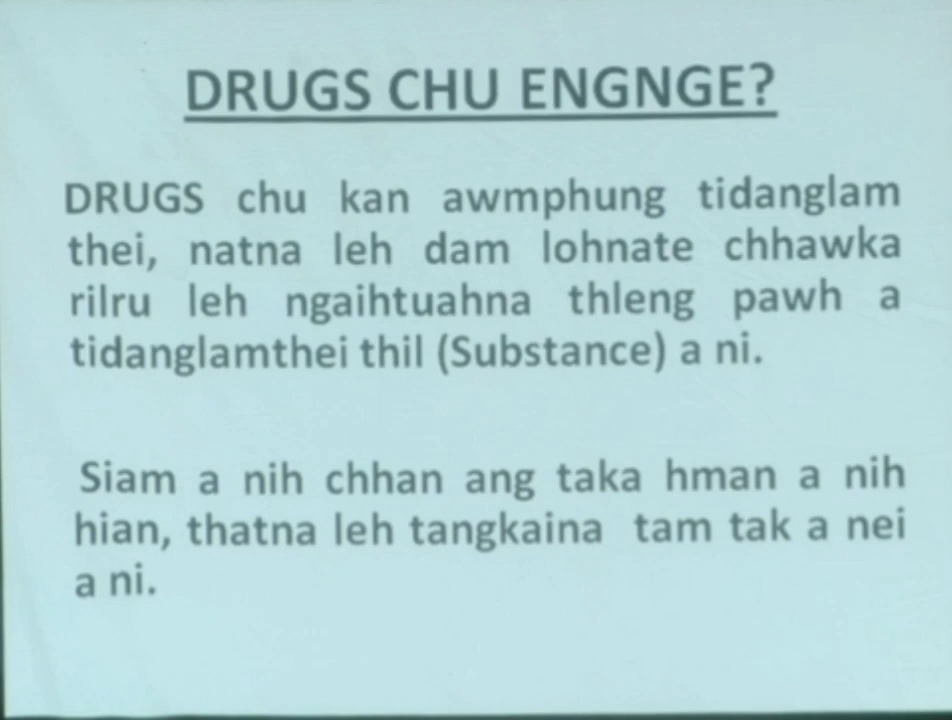 DRUGS CHU ENGNGE?
DRUGS chu kan awmphung tidanglam
thei, natna leh dam lohnate chhawka
rilru leh ngaihtuahna thleng pawh a
tidanglamthei thil (Substance) a ni.
Siam a nih chhan ang taka hman a nih
hian, thatna leh tangkaina tam tak a nei
a ni.